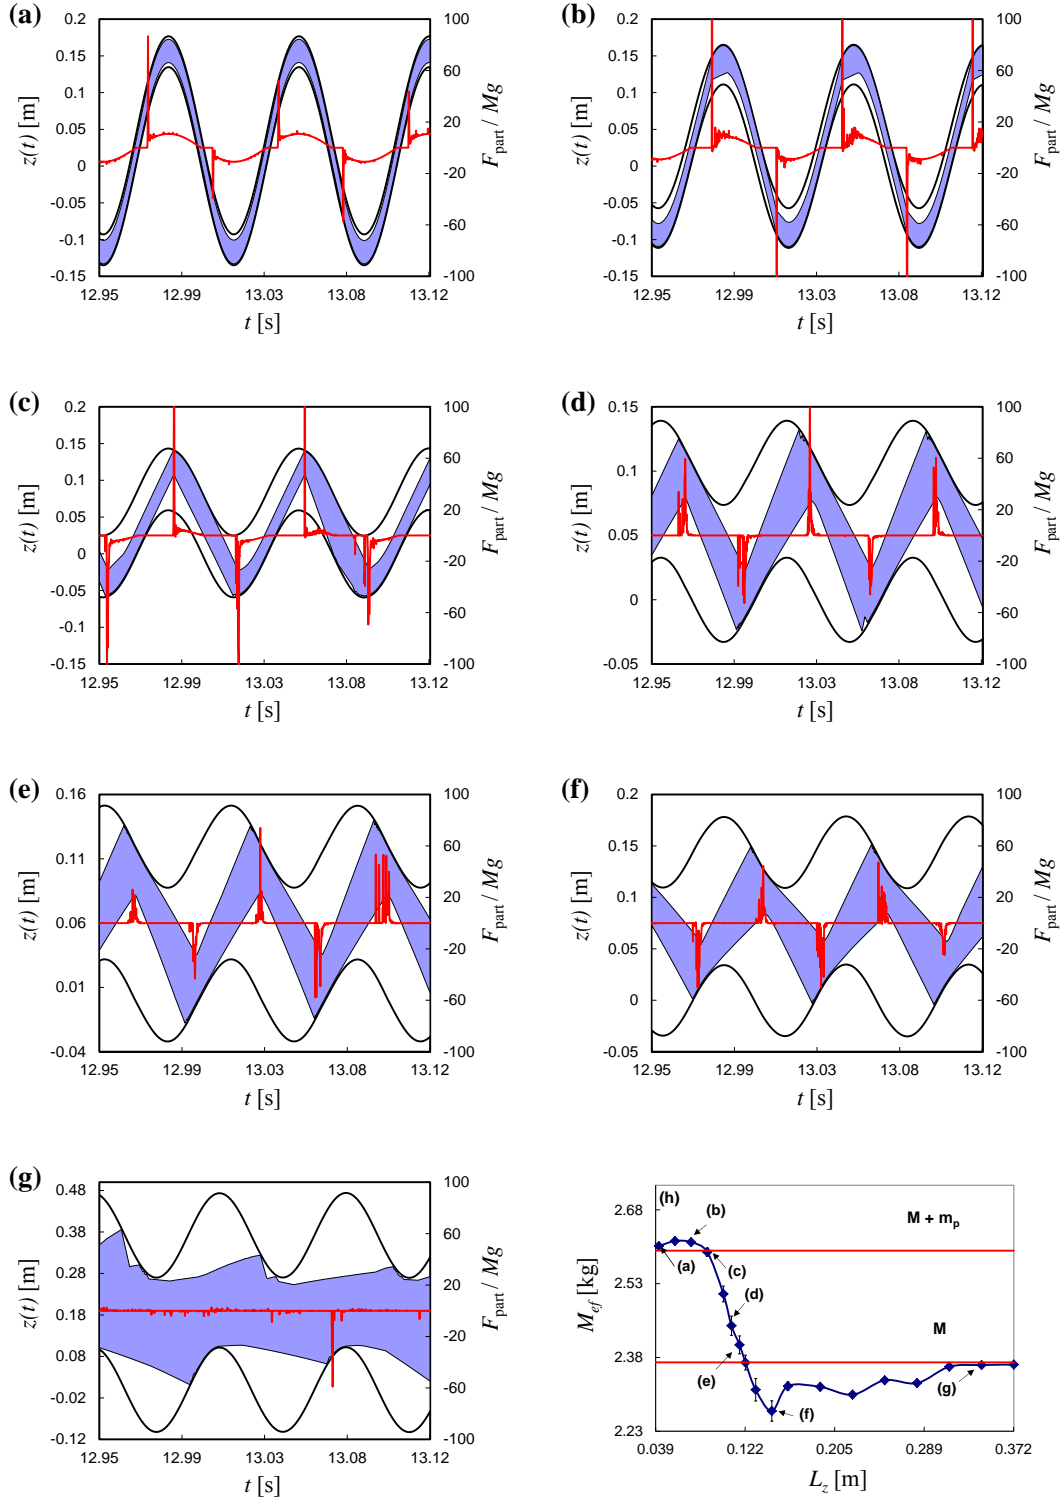 (a)
0.2
0.15
0.1
0.05
0
-0.05
-0.1
-0.15
z(t) [m]
100
60
20
-20
-60
-100
F_part / Mg
12.95 12.99 13.03 13.08 13.12
t [s]
(b)
0.2
0.15
0.1
0.05
0
-0.05
-0.1
-0.15
z(t) [m]
100
60
20
-20
-60
-100
F_part / Mg
12.95 12.99 13.03 13.08 13.12
t [s]
(c)
0.2
0.15
0.1
0.05
0
-0.05
-0.1
-0.15
z(t) [m]
100
60
20
-20
-60
-100
F_part / Mg
12.95 12.99 13.03 13.08 13.12
t [s]
(d)
0.15
0.1
0.05
0
-0.05
z(t) [m]
100
60
20
-20
-60
-100
F_part / Mg
12.95 12.99 13.03 13.08 13.12
t [s]
(e)
0.16
0.11
0.06
0.01
-0.04
z(t) [m]
100
60
20
-20
-60
-100
F_part / Mg
12.95 12.99 13.03 13.08 13.12
t [s]
(f)
0.2
0.15
0.1
0.05
0
-0.05
z(t) [m]
100
60
20
-20
-60
-100
F_part / Mg
12.95 12.99 13.03 13.08 13.12
t [s]
(g)
0.48
0.38
0.28
0.18
0.08
-0.02
-0.12
z(t) [m]
100
60
20
-20
-60
-100
F_part / Mg
12.95 12.99 13.03 13.08 13.12
t [s]
(h)
2.68
2.53
2.38
2.23
M_ef [kg]
(b)
M + m_p
(a)
(c)
(d)
M
(e)
(g)
(f)
0.039 0.122 0.205 0.289 0.372
L_z [m]